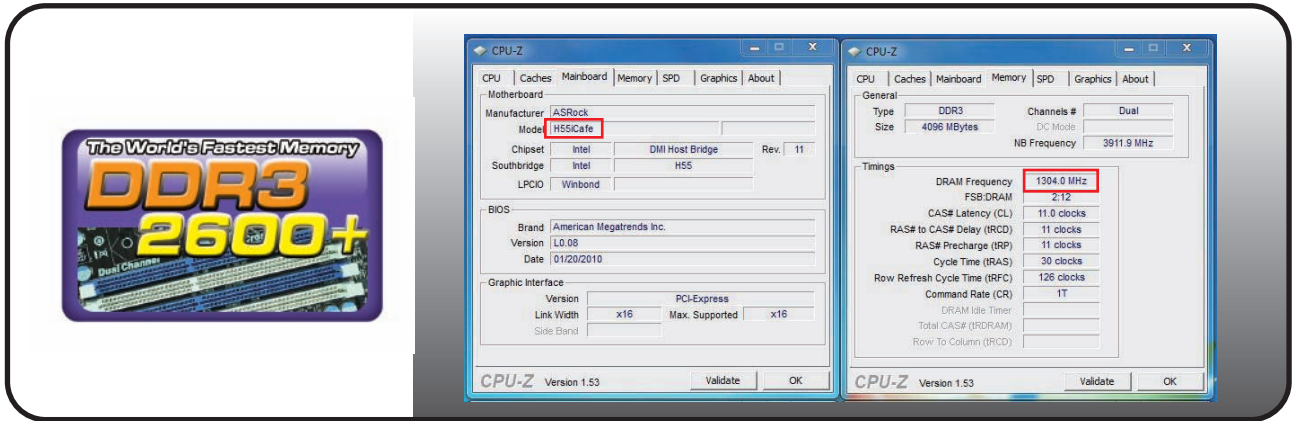 The World's Fastest Memory
DDR3
2600+
Dual Channel
CPU-Z
CPU Caches Mainboard Memory SPD Graphics About
Motherboard
Manufacturer ASRock
Model H55iCafe
Chipset Intel DMI Host Bridge Rev. 11
Southbridge Intel H55
LPCIO Winbond
BIOS
Brand American Megatrends Inc.
Version L0.08
Date 01/20/2010
Graphic Interface
Version PCI-Express
Link Width x16 Max. Supported x16
Side Band
CPU-Z Version 1.53 Validate OK
CPU-Z
CPU Caches Mainboard Memory SPD Graphics About
General
Type DDR3 Channels # Dual
Size 4096 MBytes DC Mode
NB Frequency 3911.9 MHz
Timings
DRAM Frequency 1304.0 MHz
FSB:DRAM 2:12
CAS# Latency (CL) 11.0 clocks
RAS# to CAS# Delay (tRCD) 11 clocks
RAS# Precharge (tRP) 11 clocks
Cycle Time (tRAS) 30 clocks
Row Refresh Cycle Time (tRFC) 126 clocks
Command Rate (CR) 1T
DRAM Idle Timer
Total CAS# (tRDRAM)
Row To Column (tRCD)
CPU-Z Version 1.53 Validate OK